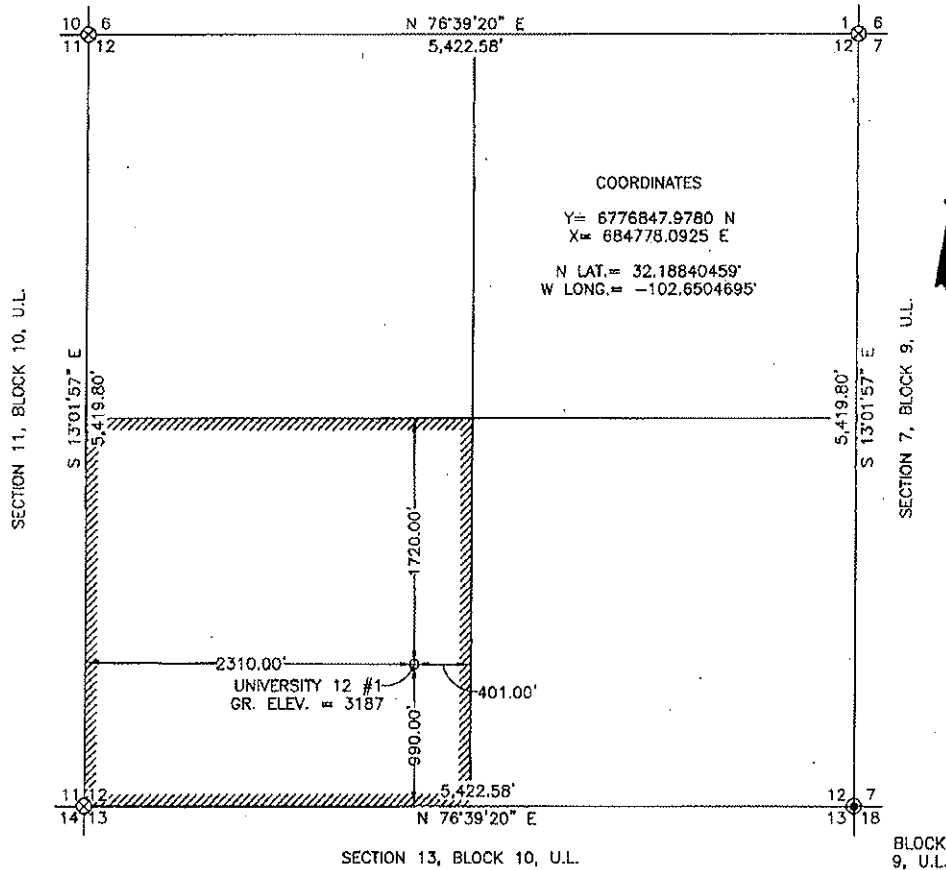 10 6
N 76°39'20" E
1 6
11 12
5,422.58'
12 7
COORDINATES
Y= 6776847.9780 N
X= 684778.0925 E
N LAT.= 32.18840459°
W LONG.= -102.6504695°
SECTION 11, BLOCK 10, U.L.
S 13°01'57" E
5,419.80'
5,419.80'
S 13°01'57" E
SECTION 7, BLOCK 9, U.L.
1720.00'
2310.00'
UNIVERSITY 12 #1
GR. ELEV. = 3187
401.00'
990.00'
11 12
5,422.58'
12 7
14 13
N 76°39'20" E
13 18
SECTION 13, BLOCK 10, U.L.
BLOCK
9, U.L.